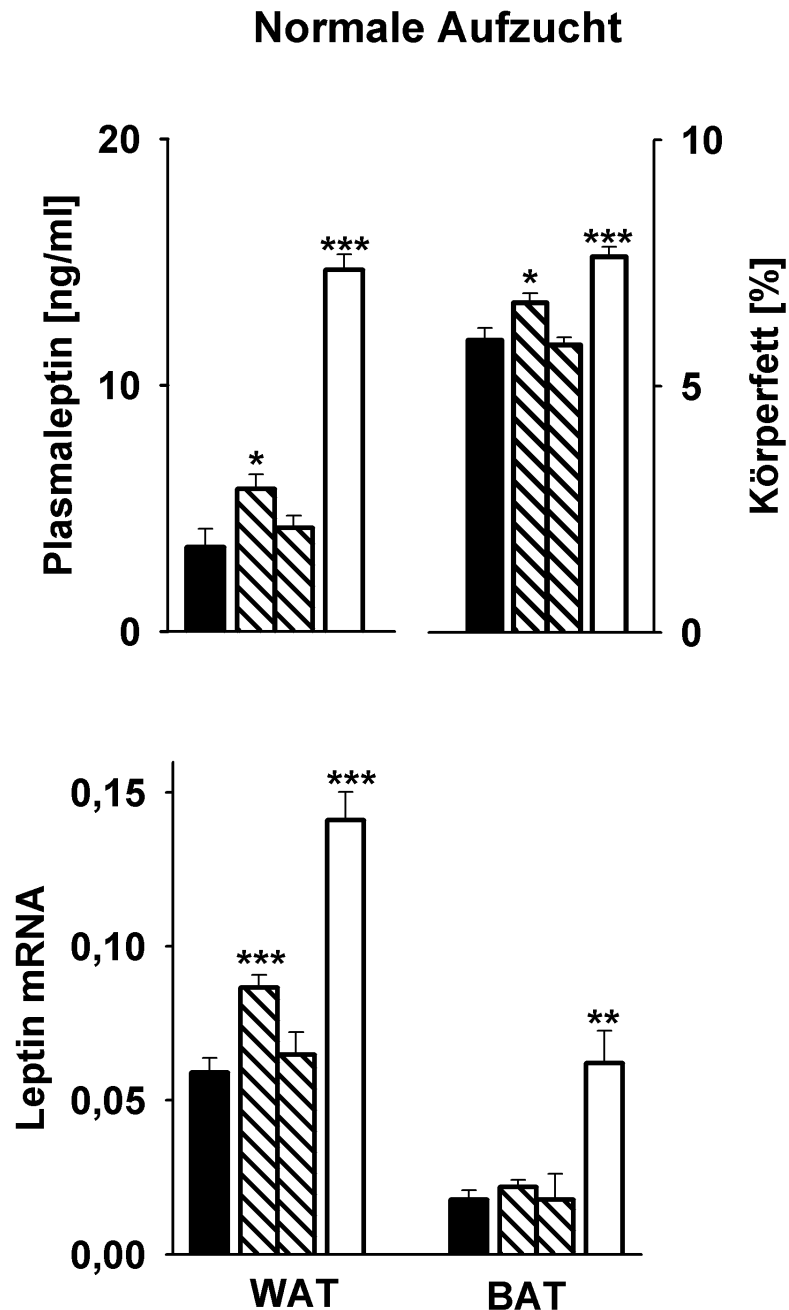 Normale Aufzucht
20
10
0
Plasmaleptin [ng/ml]
*
***
*
***
10
5
0
Körperfett [%]
0,15
0,10
0,05
0,00
Leptin mRNA
***
***
**
WAT
BAT